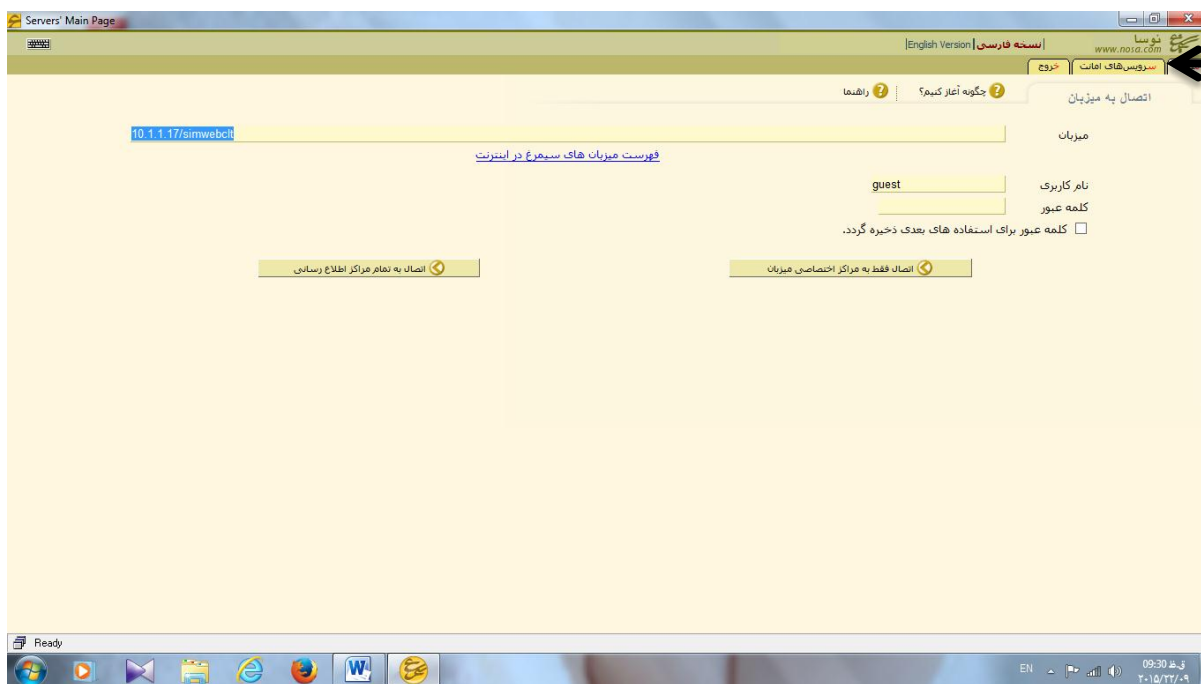 Servers' Main Page
نوسا
www.nosa.com
|نسخه فارسی|English Version|
سرویس‌های امانت
خروج
اتصال به میزبان
چگونه آغاز کنیم؟
راهنما
میزبان
10.1.1.17/simwebclt
فهرست میزبان های سیمرغ در اینترنت
نام کاربری
guest
کلمه عبور
کلمه عبور برای استفاده های بعدی ذخیره گردد.
اتصال فقط به مراکز اختصاصی میزبان
اتصال به تمام مراکز اطلاع رسانی
Ready
EN
09:30 ق.ظ
۲۰۱۵/۲۲/۰۹